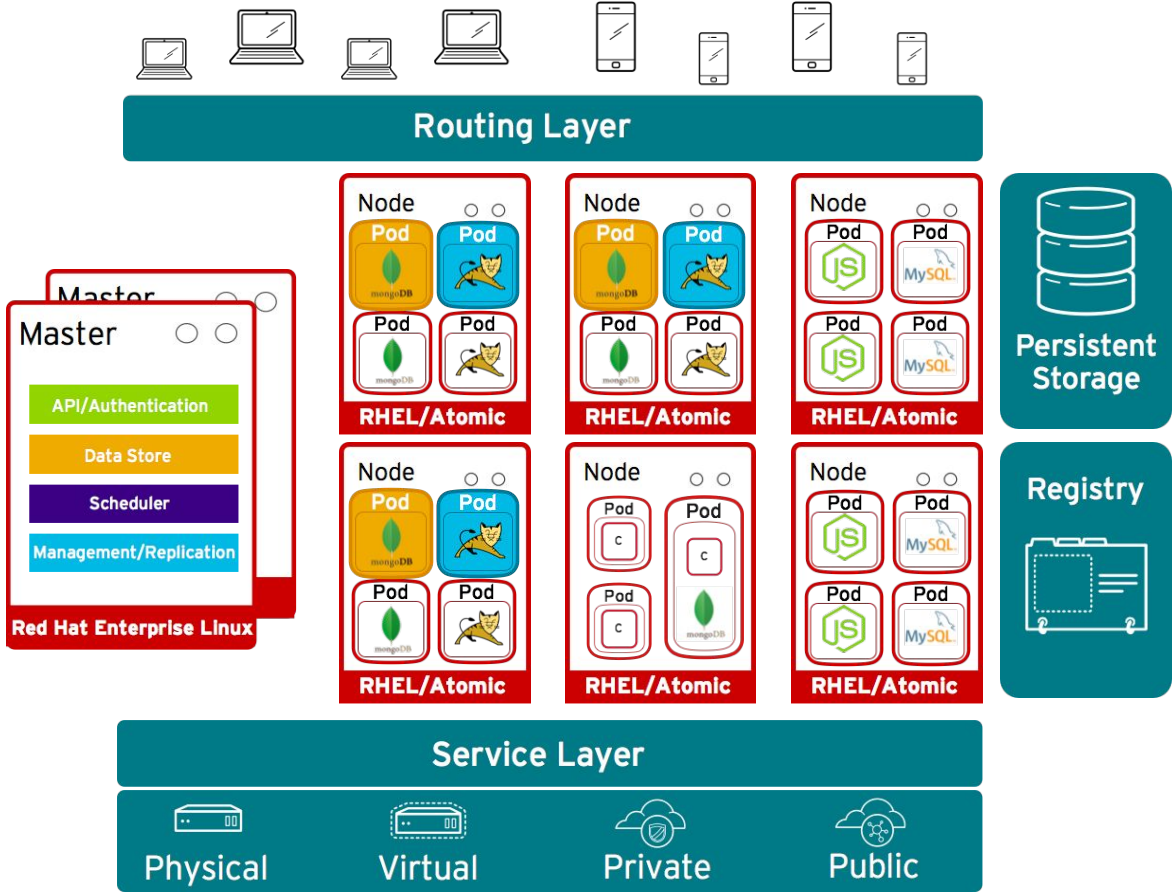 Routing Layer
Node
Pod
Pod
mongoDB
Pod
Pod
mongoDB
RHEL/Atomic
Node
Pod
Pod
mongoDB
Pod
Pod
mongoDB
RHEL/Atomic
Node
Pod
Pod
JS
MySQL
Pod
Pod
JS
MySQL
RHEL/Atomic
Persistent
Storage
Master
Master
API/Authentication
Data Store
Scheduler
Management/Replication
Red Hat Enterprise Linux
Node
Pod
Pod
mongoDB
Pod
Pod
mongoDB
RHEL/Atomic
Node
Pod
Pod
C
C
Pod
C
mongoDB
RHEL/Atomic
Node
Pod
Pod
JS
MySQL
Pod
Pod
JS
MySQL
RHEL/Atomic
Registry
Service Layer
Physical
Virtual
Private
Public